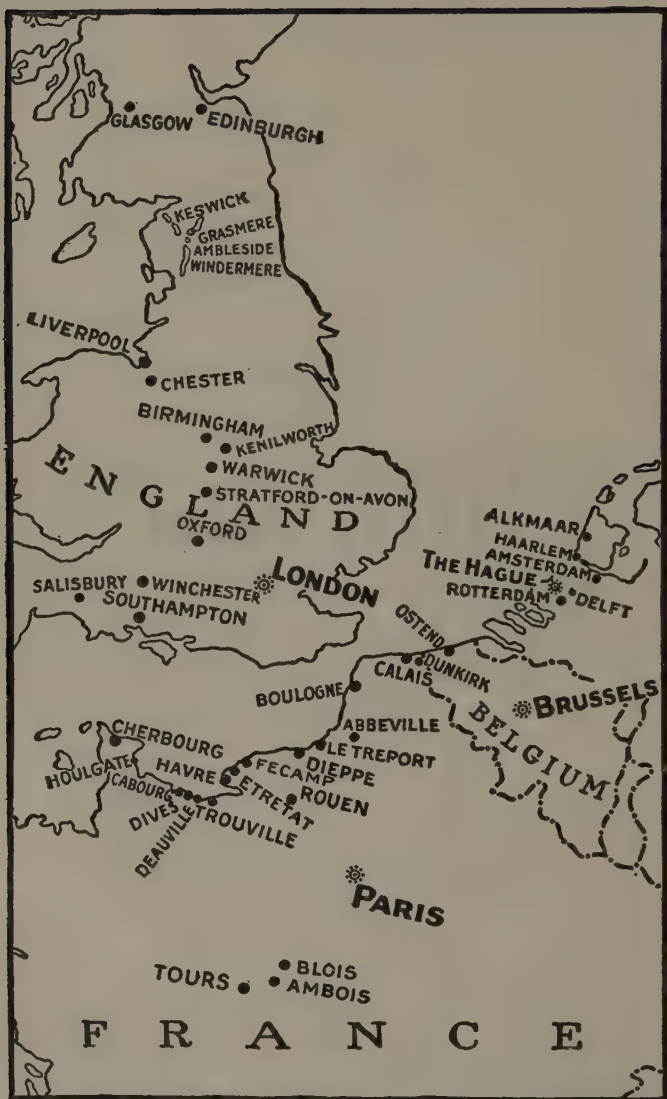 GLASGOW
EDINBURGH
KESWICK
GRASMERE
AMBLESIDE
WINDERMERE
LIVERPOOL
CHESTER
BIRMINGHAM
KENILWORTH
WARWICK
ENGLAND
STRATFORD-ON-AVON
OXFORD
ALKMAAR
HAARLEM
AMSTERDAM
THE HAGUE
ROTTERDAM
DELFT
LONDON
SALISBURY
WINCHESTER
SOUTHAMPTON
OSTEND
DUNKIRK
CALAIS
BOULOGNE
BRUSSELS
BELGIUM
ABBEVILLE
LE TREPORT
DIEPPE
CHERBOURG
HOULGATE
CABOURG
HAVRE
FECAMP
ETRETAT
ROUEN
DIVES
TROUVILLE
DEAUVILLE
PARIS
BLOIS
TOURS
AMBOIS
FRANCE